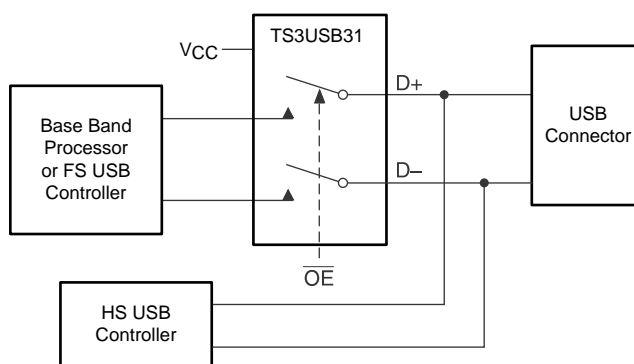 TS3USB31
VCC
D+
Base Band
Processor
or FS USB
Controller
USB
Connector
D−
OE
HS USB
Controller